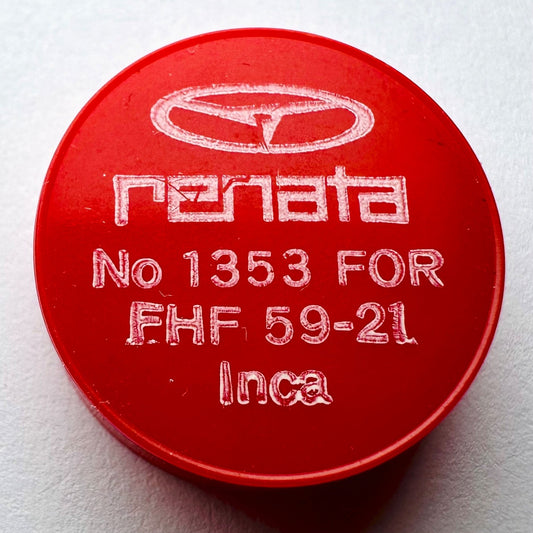 renata
No 1353 FOR
FHF 59-21
Inca